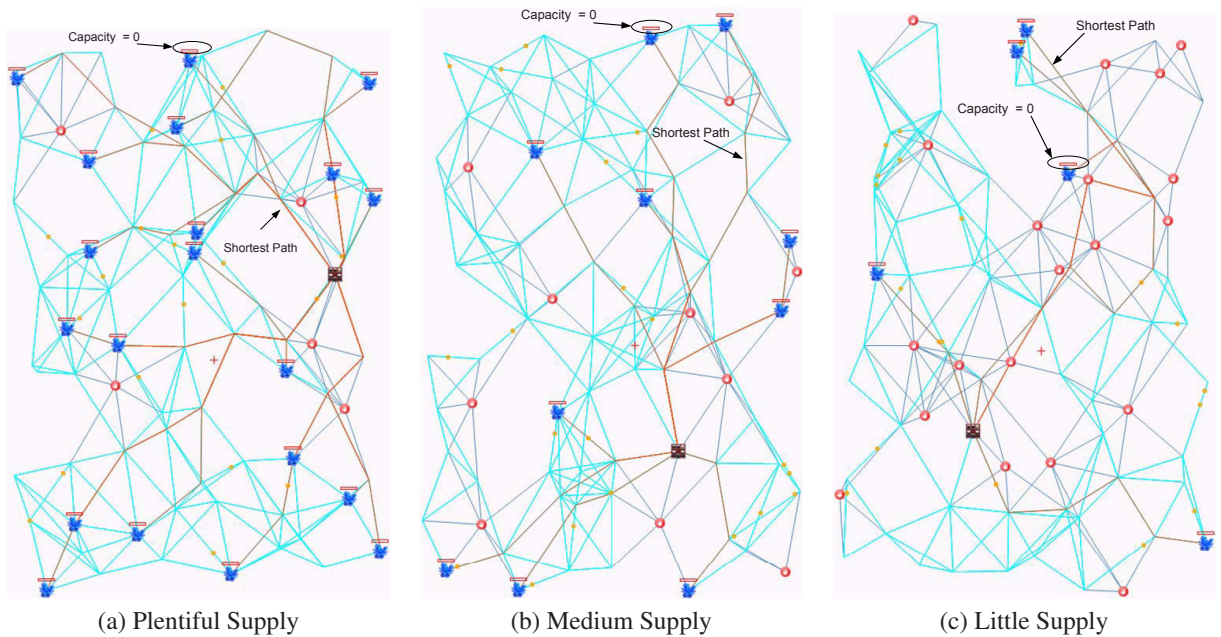 Capacity = 0
Shortest Path
(a) Plentiful Supply
Capacity = 0
Shortest Path
(b) Medium Supply
Shortest Path
Capacity = 0
(c) Little Supply